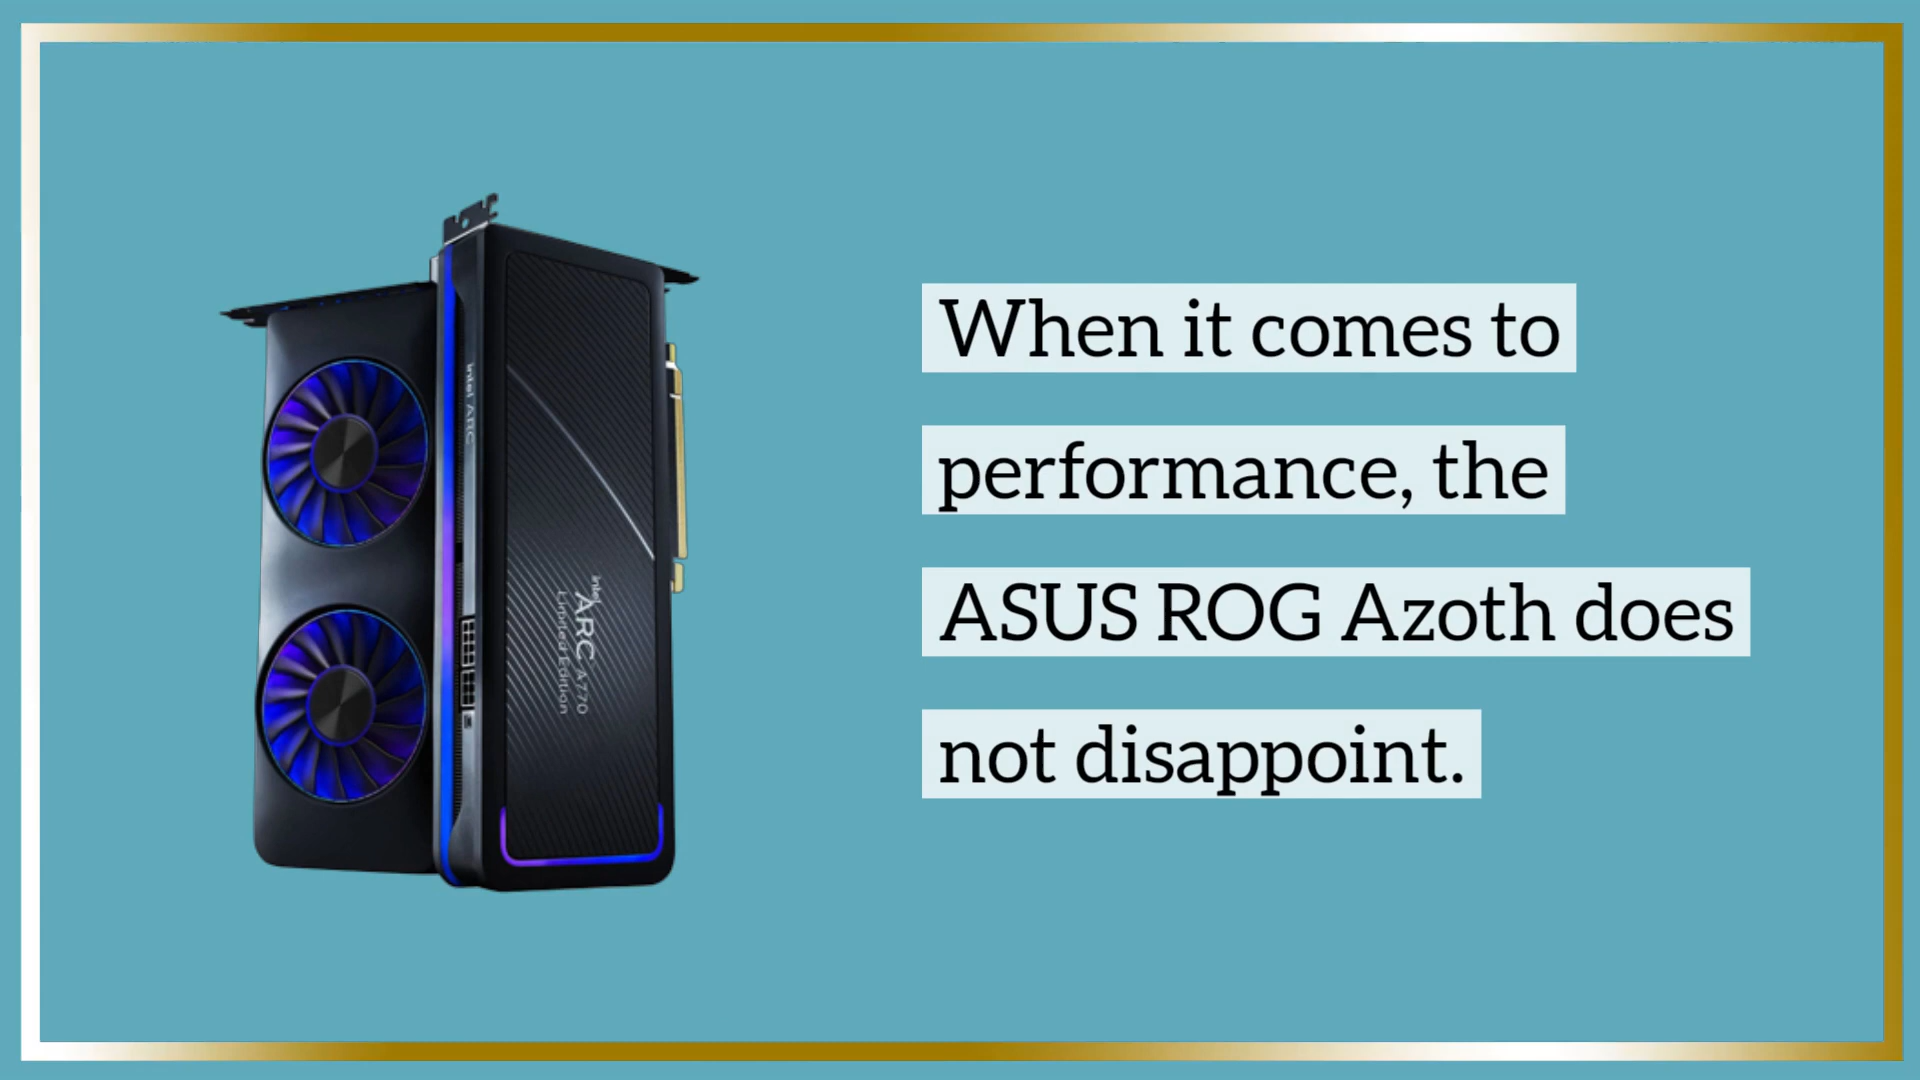 intel ARC
intel
ARC A770
Limited Edition
When it comes to
performance, the
ASUS ROG Azoth does
not disappoint.